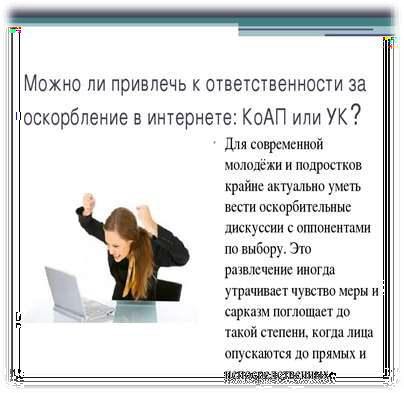 Можно ли привлечь к ответственности за
оскорбление в интернете: КоАП или УК?
Для современной
молодёжи и подростков
крайне актуально уметь
вести оскорбительные
дискуссии с оппонентами
по выбору. Это
развлечение иногда
утрачивает чувство меры и
сарказм поглощает до
такой степени, когда лица
опускаются до прямых и